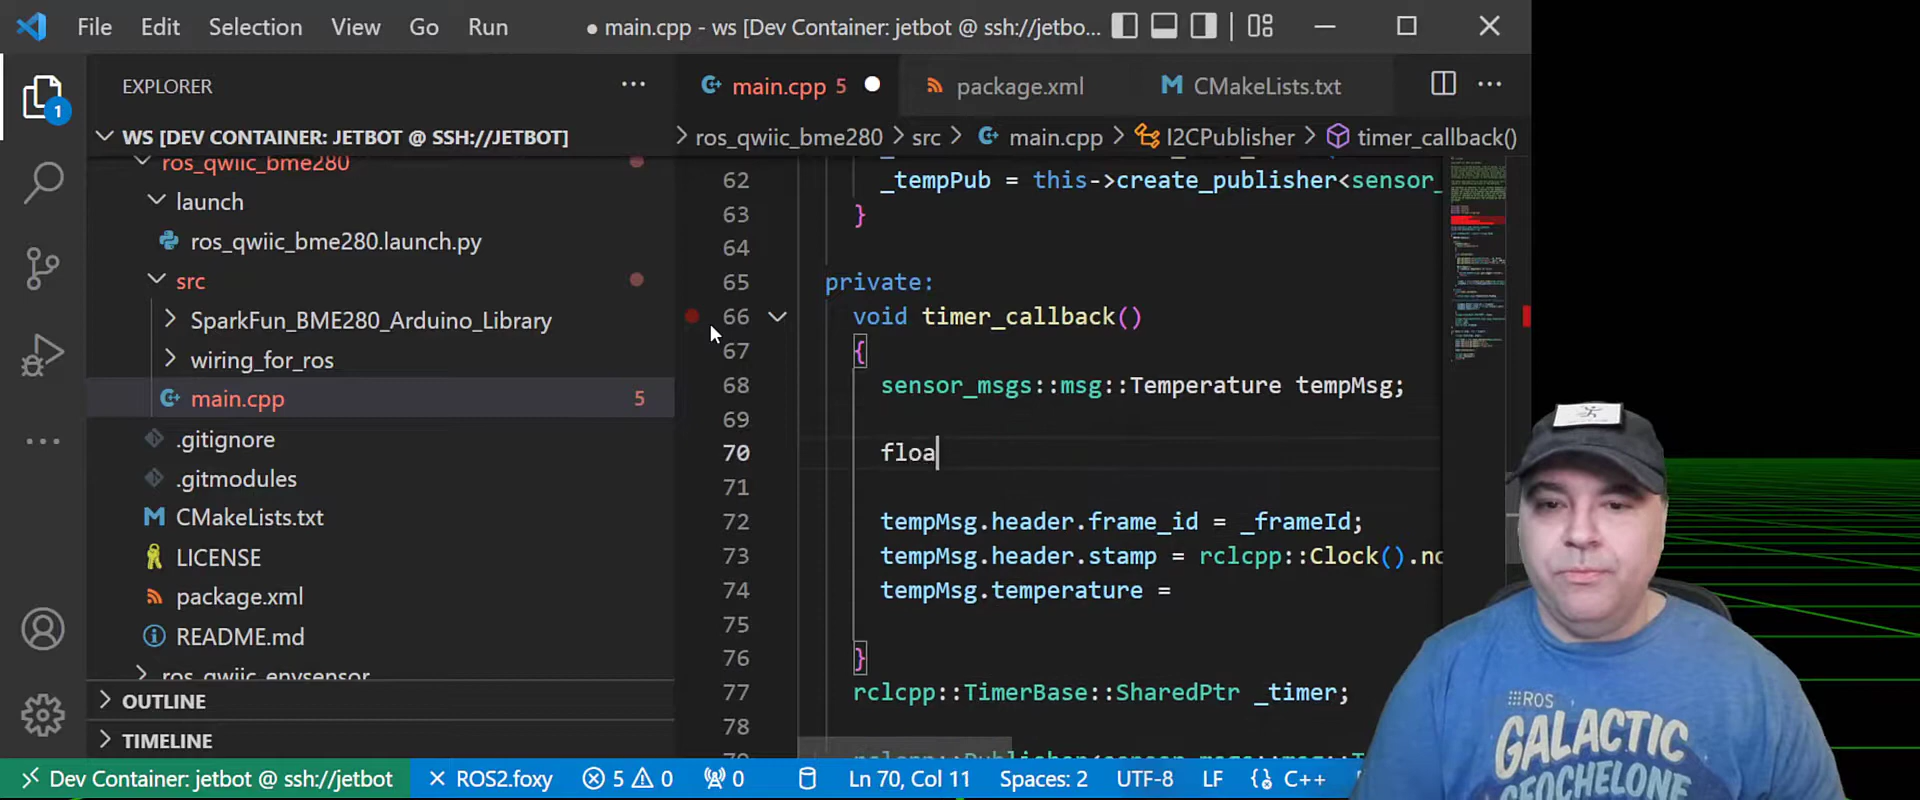 File Edit Selection View Go Run ● main.cpp - ws [Dev Container: jetbot @ ssh://jetbo...
EXPLORER
main.cpp 5
package.xml
CMakeLists.txt
WS [DEV CONTAINER: JETBOT @ SSH://JETBOT]
ros_qwiic_bme280 > src > main.cpp > I2CPublisher > timer_callback()
1
ros_qwiic_bme280
launch
ros_qwiic_bme280.launch.py
src
SparkFun_BME280_Arduino_Library
wiring_for_ros
main.cpp 5
.gitignore
.gitmodules
CMakeLists.txt
LICENSE
package.xml
README.md
ros_qwiic_envsensor
OUTLINE
TIMELINE
62 _tempPub = this->create_publisher<sensor_
63 }
64
65 private:
66 void timer_callback()
67 {
68 sensor_msgs::msg::Temperature tempMsg;
69
70 floa
71
72 tempMsg.header.frame_id = _frameId;
73 tempMsg.header.stamp = rclcpp::Clock().no
74 tempMsg.temperature =
75
76 }
77 rclcpp::TimerBase::SharedPtr _timer;
78
Dev Container: jetbot @ ssh://jetbot ROS2.foxy 5 0 0 Ln 70, Col 11 Spaces: 2 UTF-8 LF C++
:::ROS
GALACTIC
GEOCHELONE